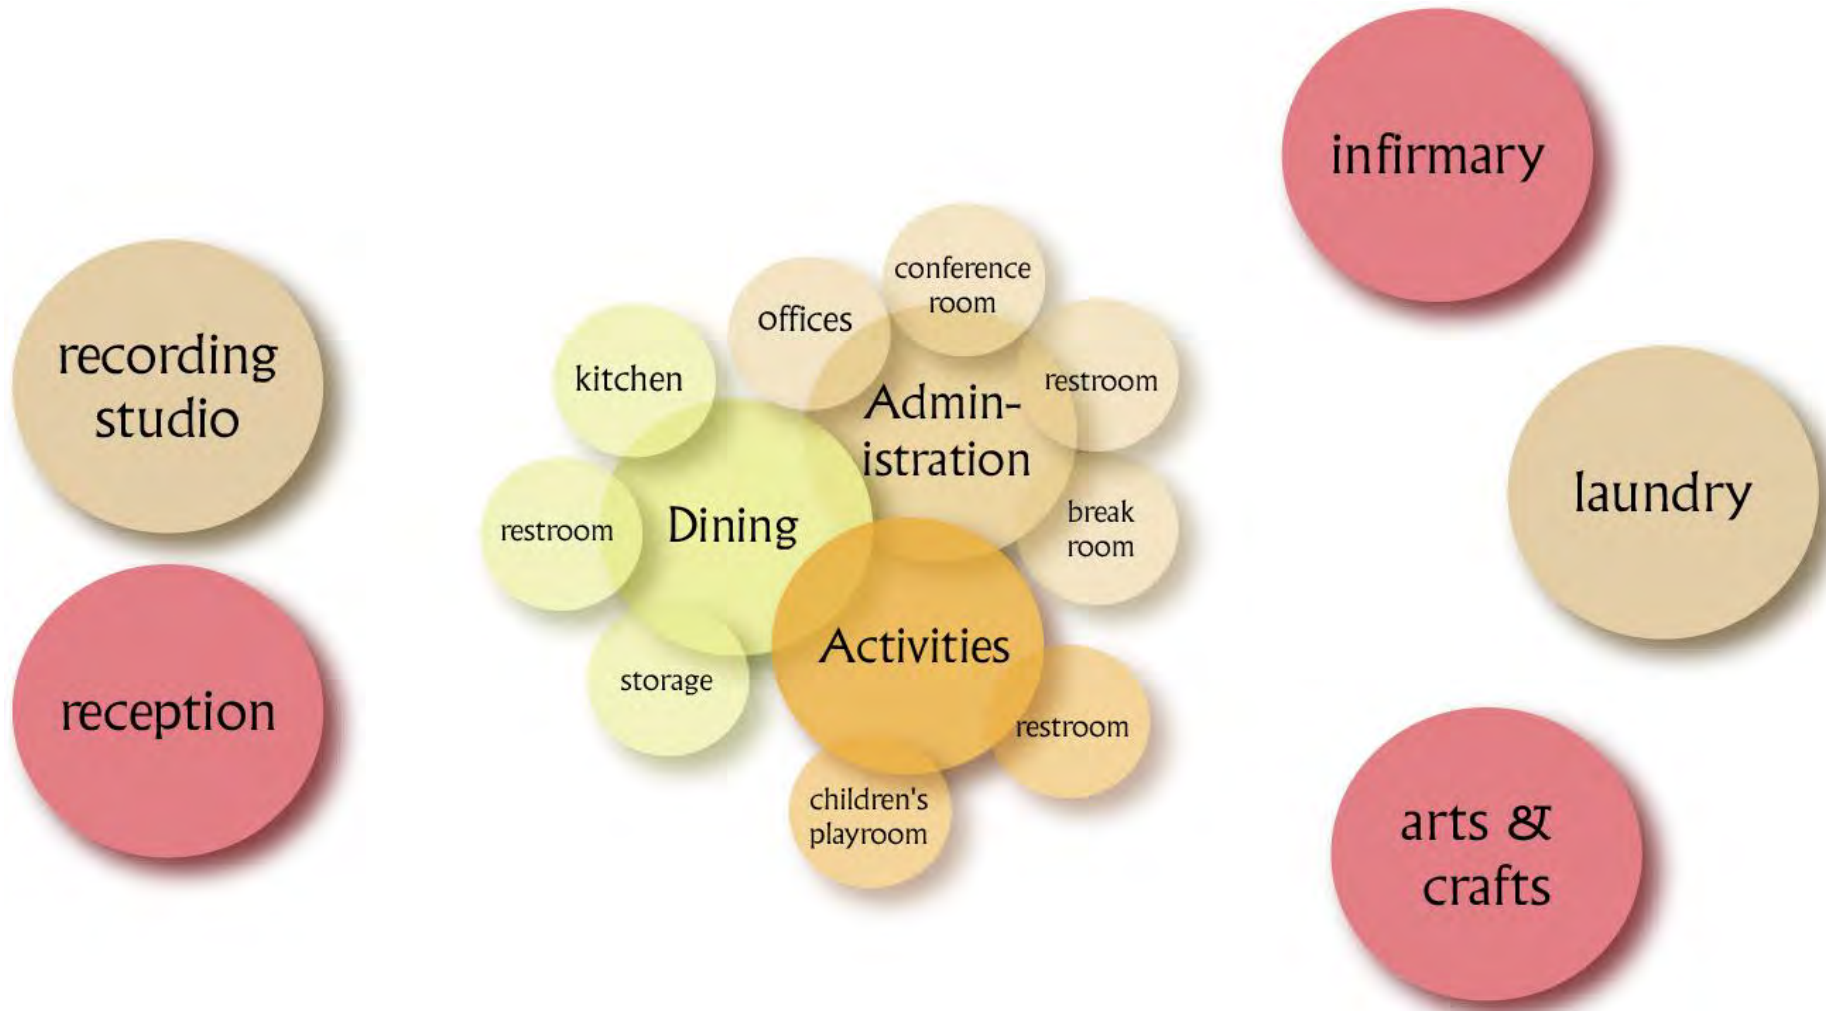 infirmary
recording
studio
reception
kitchen
offices
conference
room
restroom
Admin-
istration
break
room
restroom
Dining
storage
Activities
restroom
children's
playroom
laundry
arts &
crafts